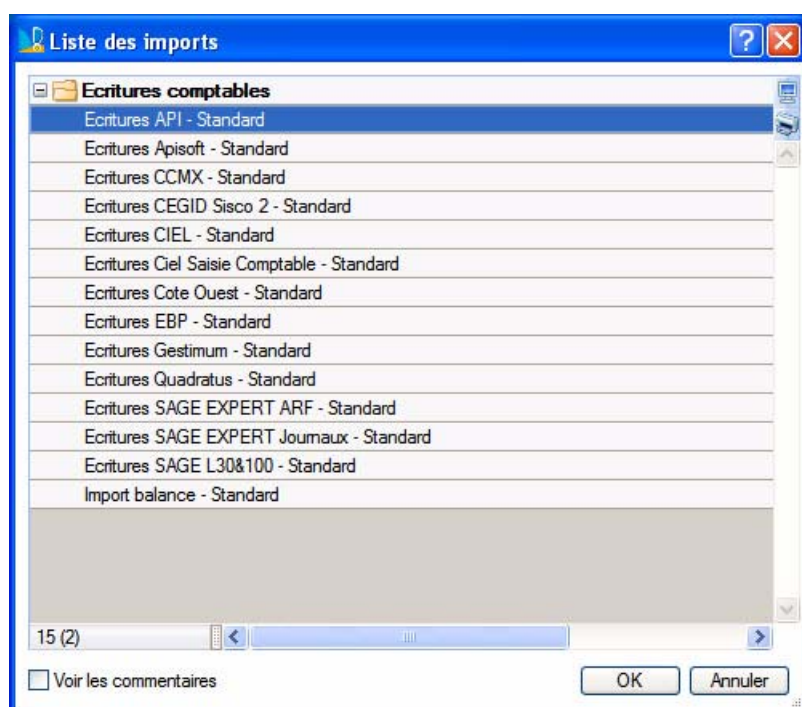 Liste des imports
Ecritures comptables
Ecritures API - Standard
Ecritures Apisoft - Standard
Ecritures CCMX - Standard
Ecritures CEGID Sisco 2 - Standard
Ecritures CIEL - Standard
Ecritures Ciel Saisie Comptable - Standard
Ecritures Cote Ouest - Standard
Ecritures EBP - Standard
Ecritures Gestimum - Standard
Ecritures Quadratus - Standard
Ecritures SAGE EXPERT ARF - Standard
Ecritures SAGE EXPERT Journaux - Standard
Ecritures SAGE L30&100 - Standard
Import balance - Standard
15 (2)
Voir les commentaires
OK Annuler